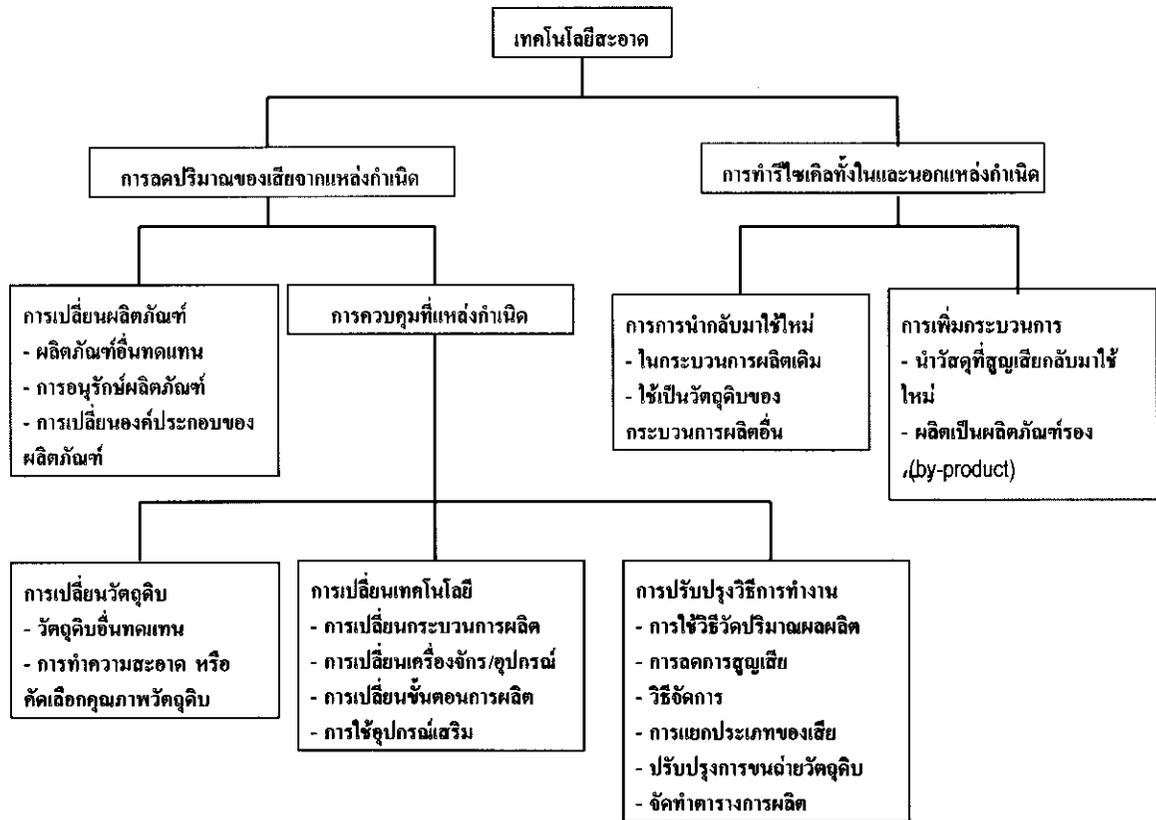 เทคโนโลยีสะอาด
การลดปริมาณของเสียจากแหล่งกำเนิด
การทำรีไซเคิลทั้งในและนอกแหล่งกำเนิด
การเปลี่ยนผลิตภัณฑ์
- ผลิตภัณฑ์อื่นทดแทน
- การอนุรักษ์ผลิตภัณฑ์
- การเปลี่ยนองค์ประกอบของ
ผลิตภัณฑ์
การควบคุมที่แหล่งกำเนิด
การการนำกลับมาใช้ใหม่
- ในกระบวนการผลิตเดิม
- ใช้เป็นวัตถุดิบของ
กระบวนการผลิตอื่น
การเพิ่มกระบวนการ
- นำวัสดุที่สูญเสียกลับมาใช้
ใหม่
- ผลิตเป็นผลิตภัณฑ์รอง
(by-product)
การเปลี่ยนวัตถุดิบ
- วัตถุดิบอื่นทดแทน
- การทำความสะอาด หรือ
คัดเลือกคุณภาพวัตถุดิบ
การเปลี่ยนเทคโนโลยี
- การเปลี่ยนกระบวนการผลิต
- การเปลี่ยนเครื่องจักร/อุปกรณ์
- การเปลี่ยนขั้นตอนการผลิต
- การใช้อุปกรณ์เสริม
การปรับปรุงวิธีการทำงาน
- การใช้วิธีวัดปริมาณผลผลิต
- การลดการสูญเสีย
- วิธีจัดการ
- การแยกประเภทของเสีย
- ปรับปรุงการขนถ่ายวัตถุดิบ
- จัดทำตารางการผลิต